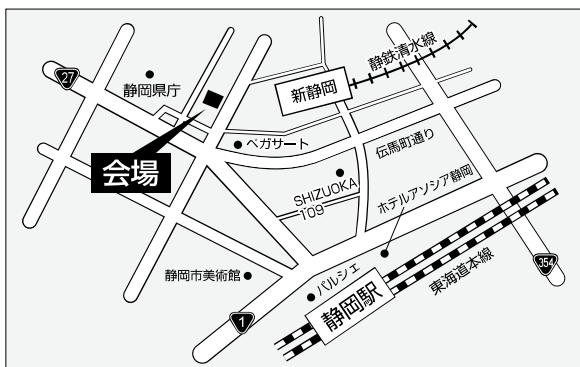 27
静岡県庁
新静岡
静鉄清水線
ペガサート
伝馬町通り
会場
SHIZUOKA
109
ホテルアソシア静岡
静岡市美術館
パルシェ
静岡駅
東海道本線
354
1